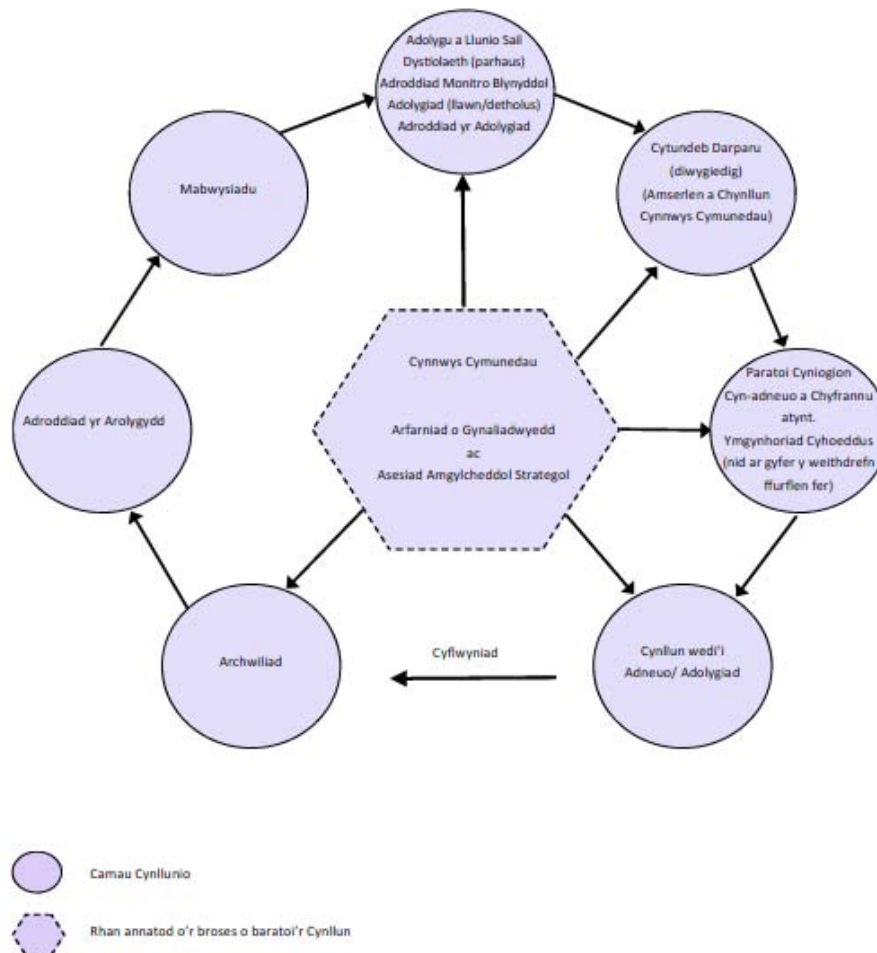 Adolygu a Llunio Sail
Dystiolaeth (parhaus)
Adroddiad Monitro Blynyddol
Adolygiad (llawn/detholus)
Adroddiad yr Adolygiad
Cytundeb Darparu
(diwygiedig)
(Amserlen a Chynllun
Cynnwys Cymunedau)
Mabwysiadu
Cynnwys Cymunedau
Arfarniad o Gynaliadwyedd
ac
Asesiad Amgylcheddol Strategol
Paratoi Cyniogion
Cyn-adneuo a Chyfrannu
atynt.
Ymgynhoriad Cyhoeddus
(nid ar gyfer y weithdrefn
ffurflen fer)
Adroddiad yr Arolygydd
Archwiliad
Cyflwyniad
Cynllun wedi'i
Adneuo/ Adolygiad
Camau Cynllunio
Rhan annatod o'r broses o baratoi'r Cynllun